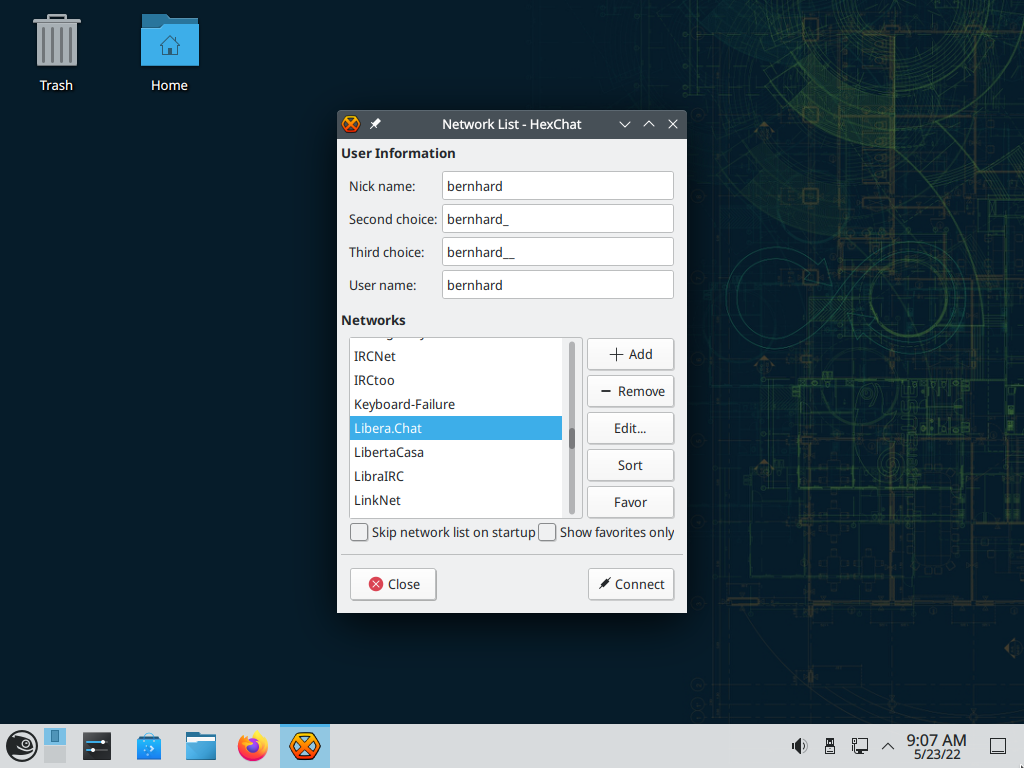 Trash
Home
Network List - HexChat
User Information
Nick name:
bernhard
Second choice:
bernhard_
Third choice:
bernhard__
User name:
bernhard
Networks
IRCNet
IRCtoo
Keyboard-Failure
Libera.Chat
LibertaCasa
LibraIRC
LinkNet
Add
Remove
Edit...
Sort
Favor
Skip network list on startup
Show favorites only
Close
Connect
9:07 AM
5/23/22